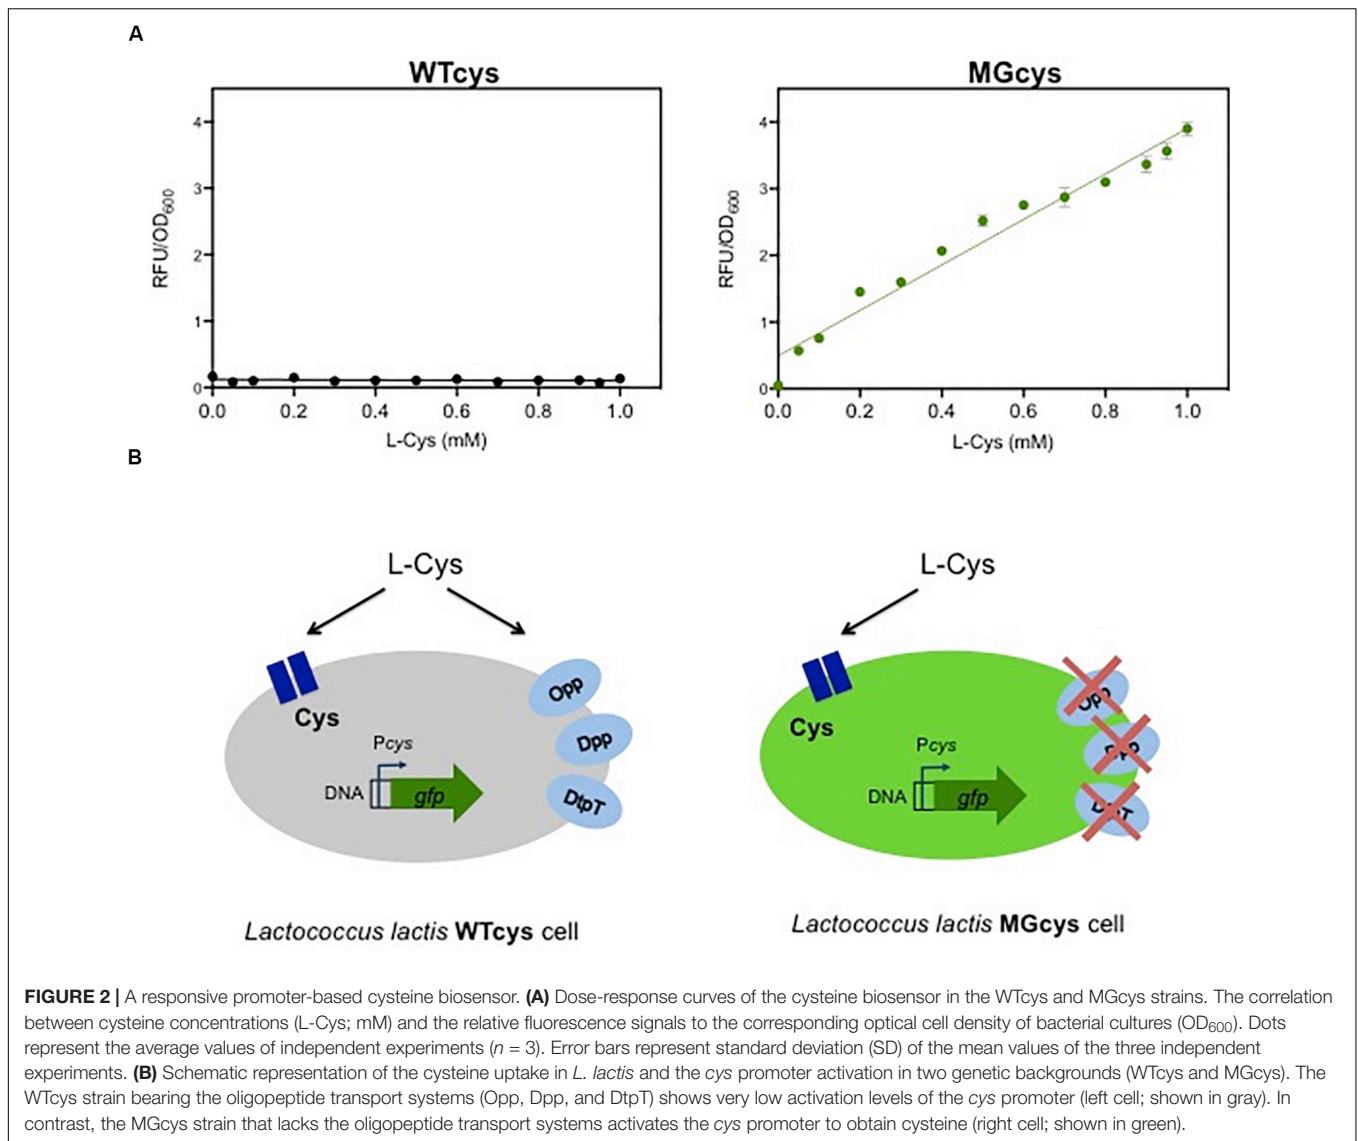 A
WTcys
MGcys
4
3
2
1
0
RFU/OD600
0.0 0.2 0.4 0.6 0.8 1.0
L-Cys (mM)
4
3
2
1
0
RFU/OD600
0.0 0.2 0.4 0.6 0.8 1.0
L-Cys (mM)
B
L-Cys
Cys
Opp
Dpp
DtpT
Pcys
DNA
gfp
Lactococcus lactis WTcys cell
L-Cys
Cys
Opp
Dpp
DtpT
Pcys
DNA
gfp
Lactococcus lactis MGcys cell
FIGURE 2 | A responsive promoter-based cysteine biosensor. (A) Dose-response curves of the cysteine biosensor in the WTcys and MGcys strains. The correlation
between cysteine concentrations (L-Cys; mM) and the relative fluorescence signals to the corresponding optical cell density of bacterial cultures (OD600). Dots
represent the average values of independent experiments (n = 3). Error bars represent standard deviation (SD) of the mean values of the three independent
experiments. (B) Schematic representation of the cysteine uptake in L. lactis and the cys promoter activation in two genetic backgrounds (WTcys and MGcys). The
WTcys strain bearing the oligopeptide transport systems (Opp, Dpp, and DtpT) shows very low activation levels of the cys promoter (left cell; shown in gray). In
contrast, the MGcys strain that lacks the oligopeptide transport systems activates the cys promoter to obtain cysteine (right cell; shown in green).